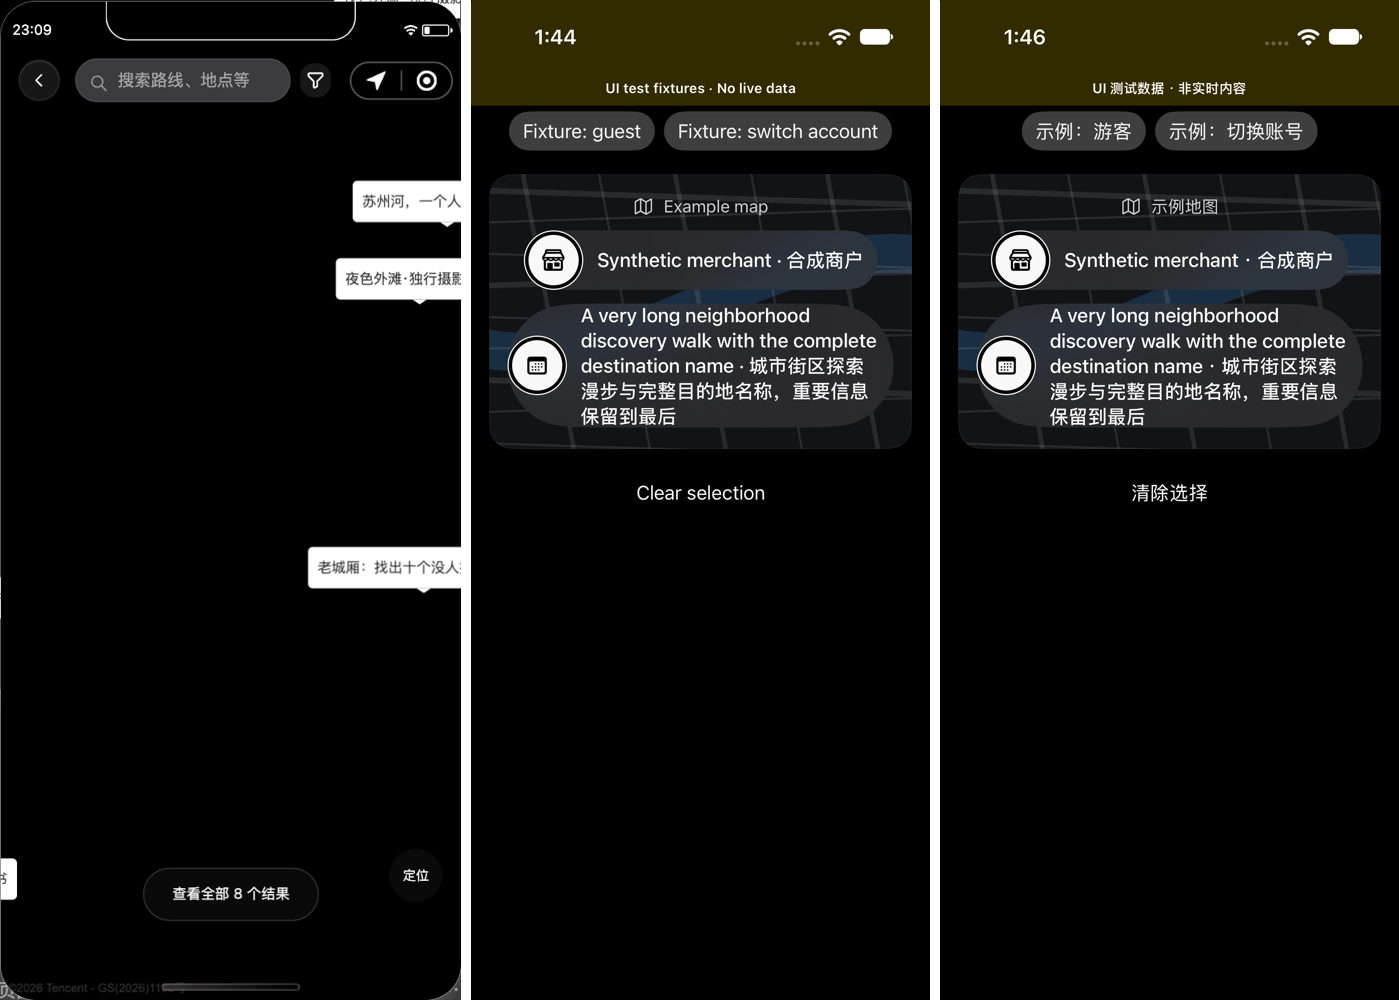 23:09
搜索路线、地点等
苏州河，一个人
夜色外滩·独行摄影
老城厢：找出十个没人
书
查看全部 8 个结果
定位
©2026 Tencent - GS(2026)11
1:44
UI test fixtures · No live data
Fixture: guest
Fixture: switch account
Example map
Synthetic merchant · 合成商户
A very long neighborhood
discovery walk with the complete
destination name · 城市街区探索
漫步与完整目的地名称，重要信息
保留到最后
Clear selection
1:46
UI 测试数据 · 非实时内容
示例：游客
示例：切换账号
示例地图
Synthetic merchant · 合成商户
A very long neighborhood
discovery walk with the complete
destination name · 城市街区探索
漫步与完整目的地名称，重要信息
保留到最后
清除选择